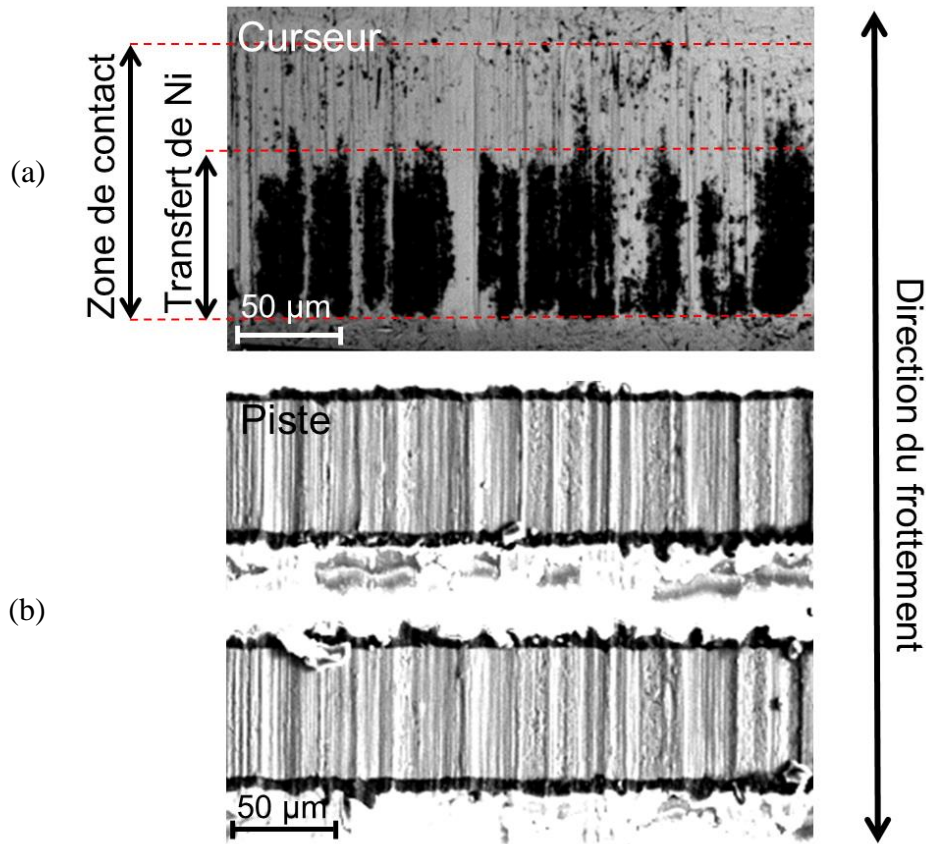 Curseur
Zone de contact
Transfert de Ni
(a)
50 µm
Direction du frottement
Piste
(b)
50 µm